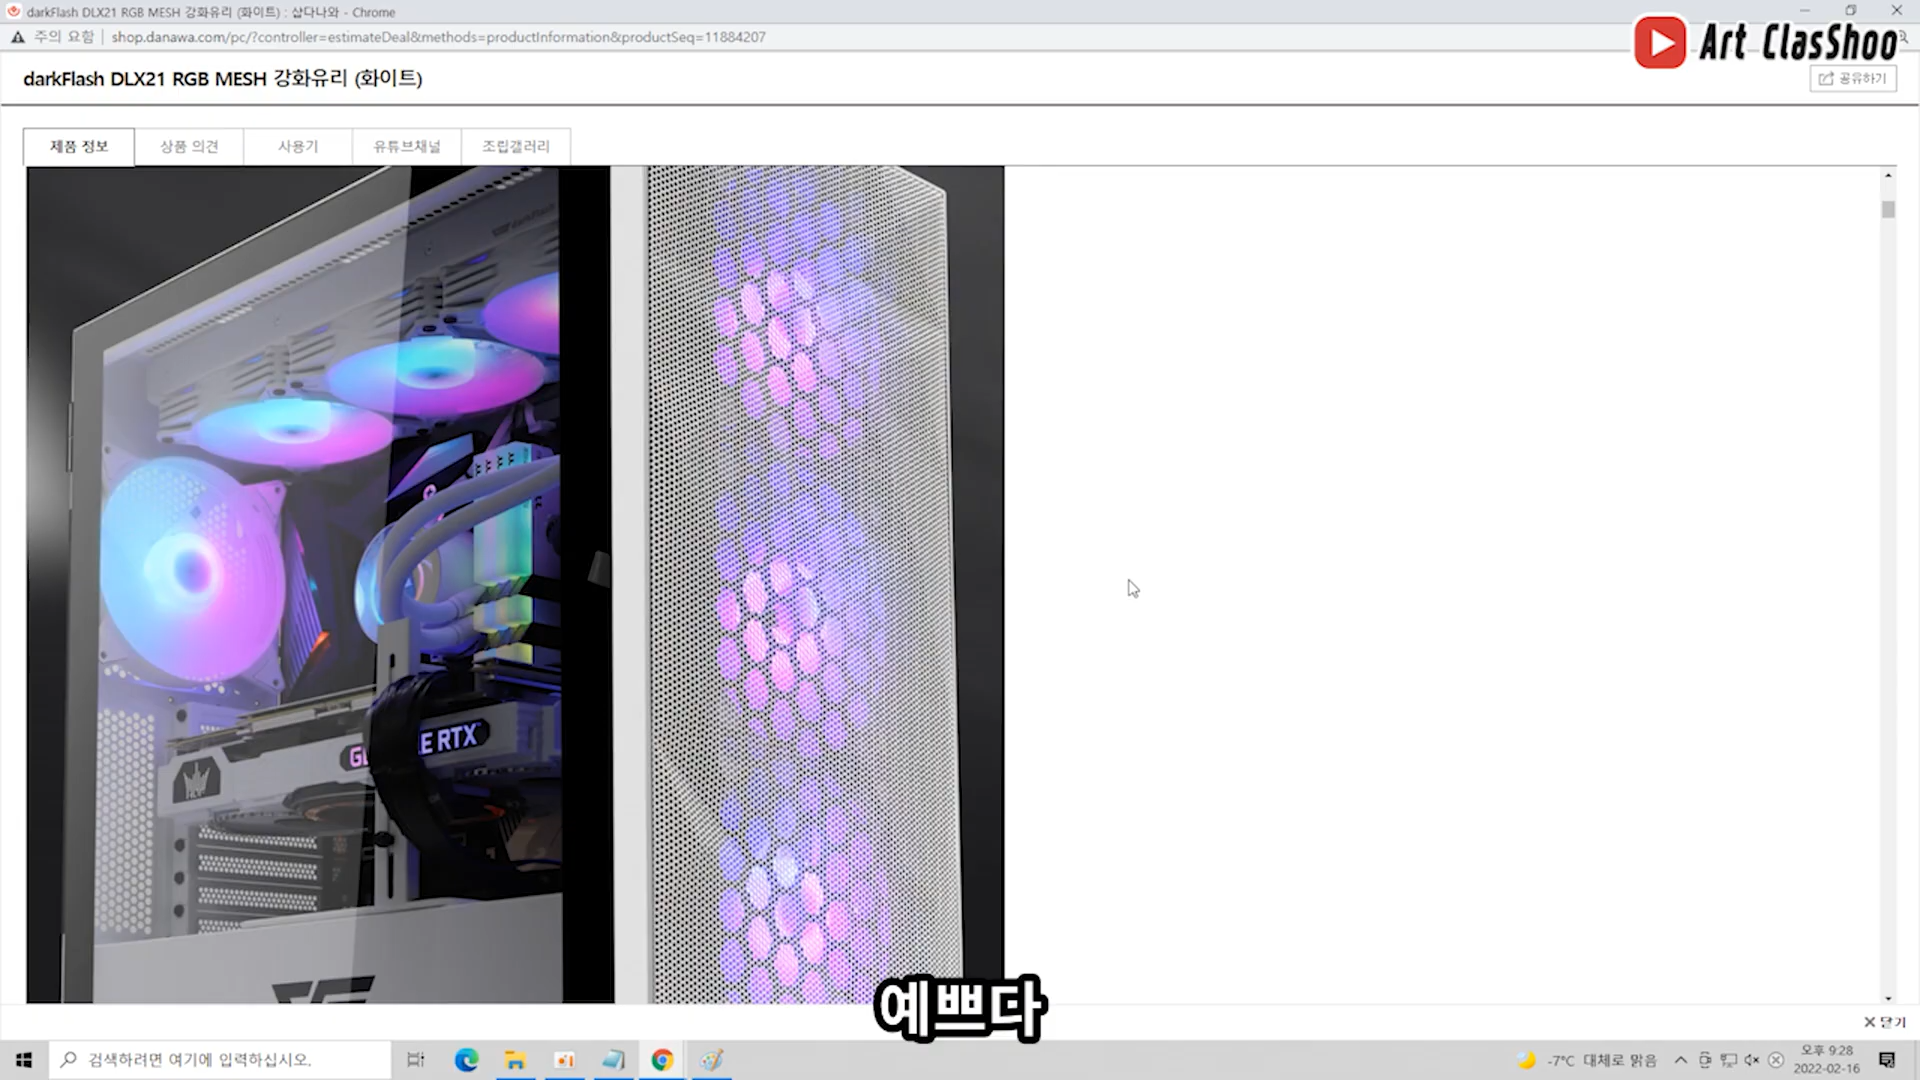 darkFlash DLX21 RGB MESH 강화유리 (화이트) : 샵다나와 - Chrome
주의 요함 | shop.danawa.com/pc/?controller=estimateDeal&methods=productInformation&productSeq=11884207
Art ClasShoo
darkFlash DLX21 RGB MESH 강화유리 (화이트)
공유하기
제품 정보 상품 의견 사용기 유튜브채널 조립갤러리
darkFlash
E RTX
HOF
예쁘다
닫기
검색하려면 여기에 입력하십시오.
-7°C 대체로 맑음
오후 9:28
2022-02-16